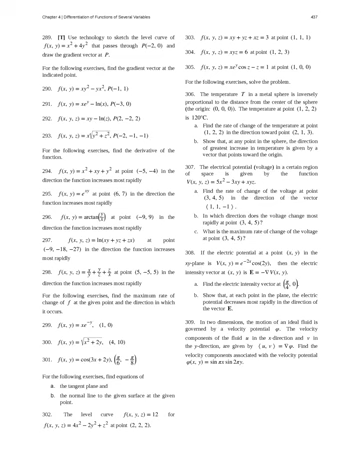 Chapter 4 | Differentiation of Functions of Several Variables 457
289. [T] Use technology to sketch the level curve of
f(x, y) = x² + 4y² that passes through P(−2, 0) and
draw the gradient vector at P.
For the following exercises, find the gradient vector at the
indicated point.
290. f(x, y) = xy² − yx², P(−1, 1)
291. f(x, y) = xeʸ − ln(x), P(−3, 0)
292. f(x, y, z) = xy − ln(z), P(2, −2, 2)
293. f(x, y, z) = x√(y² + z²), P(−2, −1, −1)
For the following exercises, find the derivative of the
function.
294. f(x, y) = x² + xy + y² at point (−5, −4) in the
direction the function increases most rapidly
295. f(x, y) = e^(xy) at point (6, 7) in the direction the
function increases most rapidly
296. f(x, y) = arctan(y/x) at point (−9, 9) in the
direction the function increases most rapidly
297. f(x, y, z) = ln(xy + yz + zx) at point
(−9, −18, −27) in the direction the function increases
most rapidly
298. f(x, y, z) = x/y + y/z + z/x at point (5, −5, 5) in the
direction the function increases most rapidly
For the following exercises, find the maximum rate of
change of f at the given point and the direction in which
it occurs.
299. f(x, y) = xe^(−y), (1, 0)
300. f(x, y) = √(x² + 2y), (4, 10)
301. f(x, y) = cos(3x + 2y), (π/6, −π/8)
For the following exercises, find equations of
a. the tangent plane and
b. the normal line to the given surface at the given
point.
302. The level curve f(x, y, z) = 12 for
f(x, y, z) = 4x² − 2y² + z² at point (2, 2, 2).
303. f(x, y, z) = xy + yz + xz = 3 at point (1, 1, 1)
304. f(x, y, z) = xyz = 6 at point (1, 2, 3)
305. f(x, y, z) = xeʸ cos z − z = 1 at point (1, 0, 0)
For the following exercises, solve the problem.
306. The temperature T in a metal sphere is inversely
proportional to the distance from the center of the sphere
(the origin: (0, 0, 0)). The temperature at point (1, 2, 2)
is 120°C.
a. Find the rate of change of the temperature at point
(1, 2, 2) in the direction toward point (2, 1, 3).
b. Show that, at any point in the sphere, the direction
of greatest increase in temperature is given by a
vector that points toward the origin.
307. The electrical potential (voltage) in a certain region
of space is given by the function
V(x, y, z) = 5x² − 3xy + xyz.
a. Find the rate of change of the voltage at point
(3, 4, 5) in the direction of the vector
⟨1, 1, −1⟩.
b. In which direction does the voltage change most
rapidly at point (3, 4, 5)?
c. What is the maximum rate of change of the voltage
at point (3, 4, 5)?
308. If the electric potential at a point (x, y) in the
xy-plane is V(x, y) = e^(−2x) cos(2y), then the electric
intensity vector at (x, y) is E = −∇V(x, y).
a. Find the electric intensity vector at (π/4, 0).
b. Show that, at each point in the plane, the electric
potential decreases most rapidly in the direction of
the vector E.
309. In two dimensions, the motion of an ideal fluid is
governed by a velocity potential φ. The velocity
components of the fluid u in the x-direction and v in
the y-direction, are given by ⟨u, v⟩ = ∇φ. Find the
velocity components associated with the velocity potential
φ(x, y) = sin πx sin 2πy.